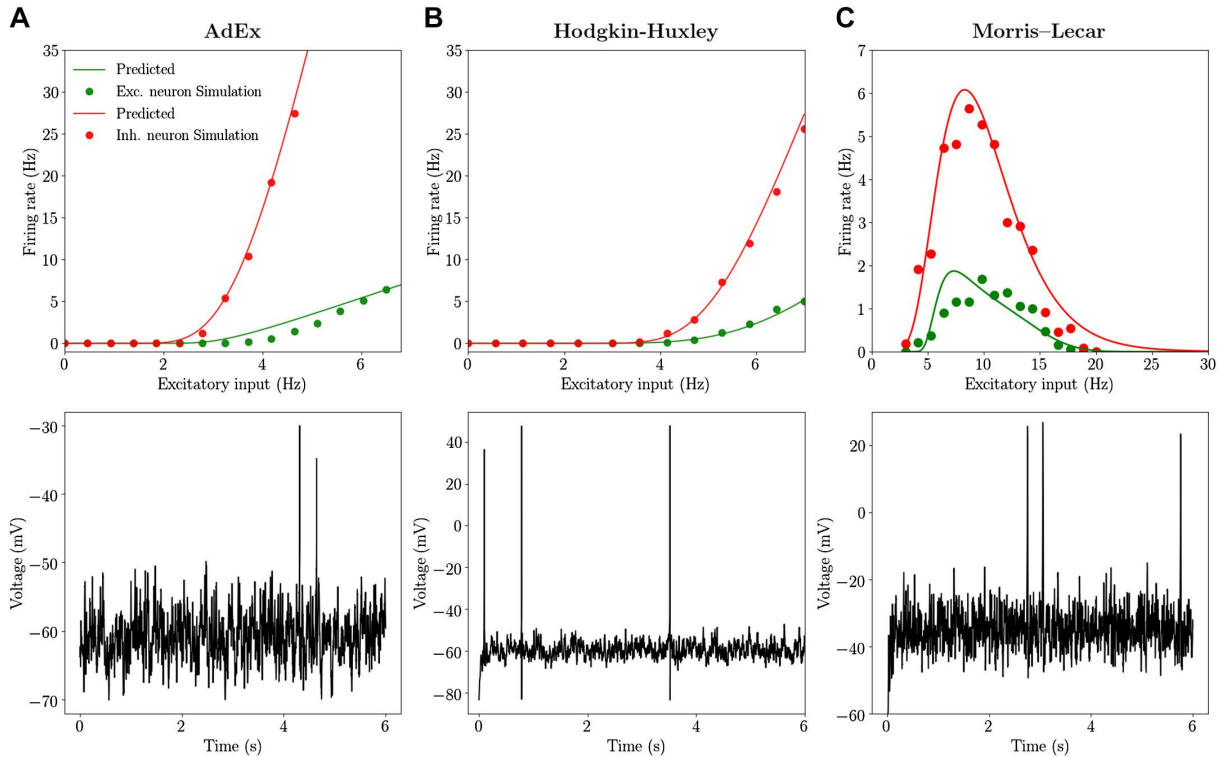 A
AdEx
35
30
25
20
15
10
5
0
Firing rate (Hz)
Predicted
Exc. neuron Simulation
Predicted
Inh. neuron Simulation
0 2 4 6
Excitatory input (Hz)
B
Hodgkin-Huxley
35
30
25
20
15
10
5
0
Firing rate (Hz)
0 2 4 6
Excitatory input (Hz)
C
Morris–Lecar
7
6
5
4
3
2
1
0
Firing rate (Hz)
0 5 10 15 20 25 30
Excitatory input (Hz)
−30
−40
−50
−60
−70
Voltage (mV)
0 2 4 6
Time (s)
40
20
0
−20
−40
−60
−80
Voltage (mV)
0 2 4 6
Time (s)
20
0
−20
−40
−60
Voltage (mV)
0 2 4 6
Time (s)